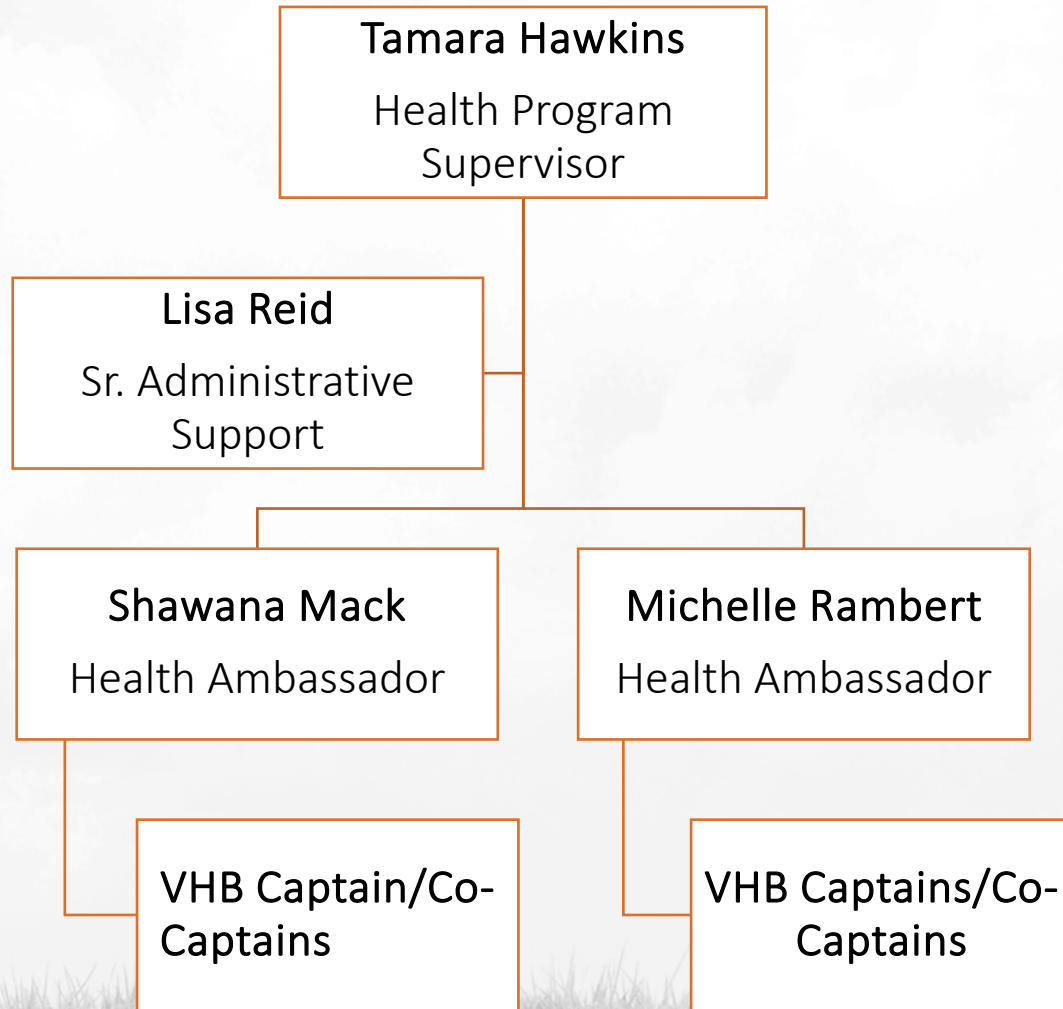 Tamara Hawkins
Health Program
Supervisor
Lisa Reid
Sr. Administrative
Support
Shawana Mack
Health Ambassador
Michelle Rambert
Health Ambassador
VHB Captain/Co-
Captains
VHB Captains/Co-
Captains